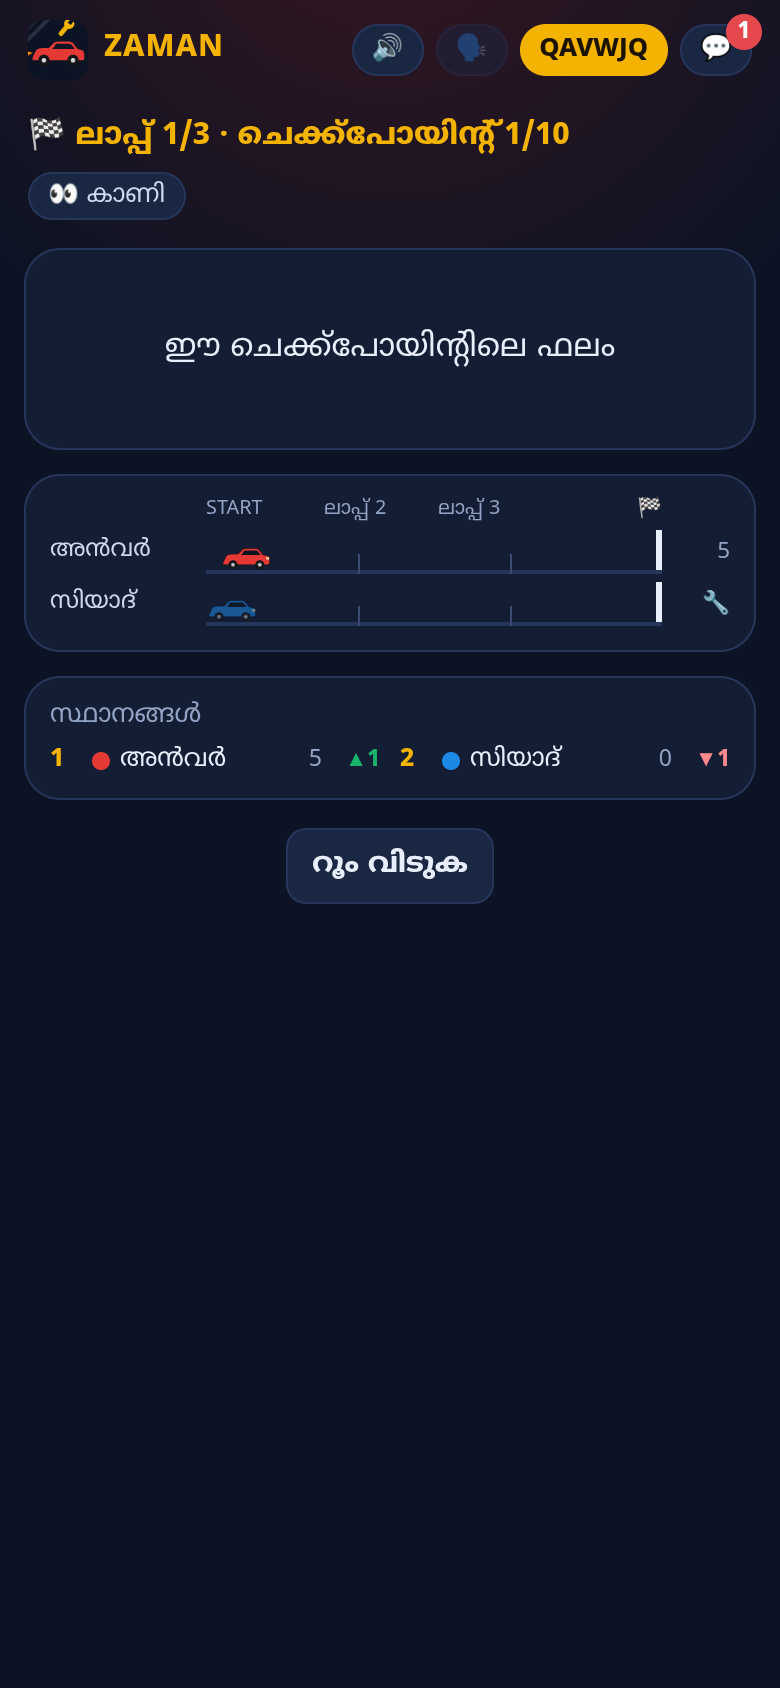 ZAMAN
QAVWJQ
1
ലാപ്പ് 1/3 · ചെക്ക്പോയിന്റ് 1/10
കാണി
ഈ ചെക്ക്പോയിന്റിലെ ഫലം
START ലാപ്പ് 2 ലാപ്പ് 3
അൻവർ 5
സിയാദ്
സ്ഥാനങ്ങൾ
1 അൻവർ 5 ▲1 2 സിയാദ് 0 ▼1
റൂം വിടുക